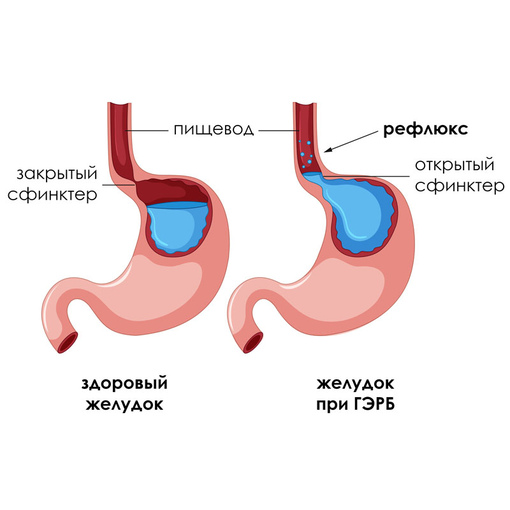 пищевод
рефлюкс
закрытый
сфинктер
открытый
сфинктер
здоровый
желудок
желудок
при ГЭРБ